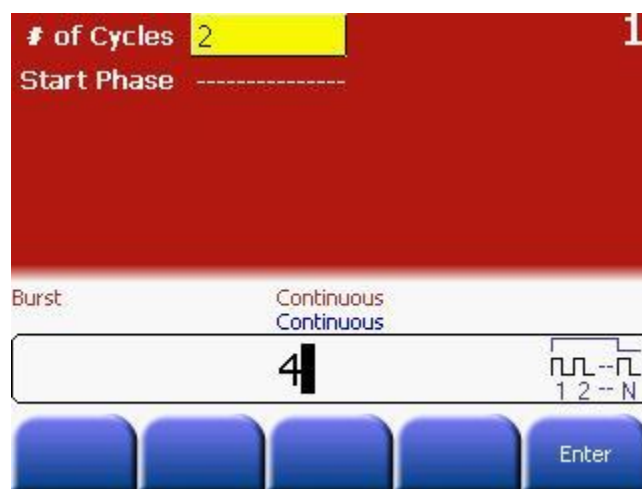 # of Cycles 2 1
Start Phase ---------------
Burst Continuous
Continuous
4
1 2 -- N
Enter